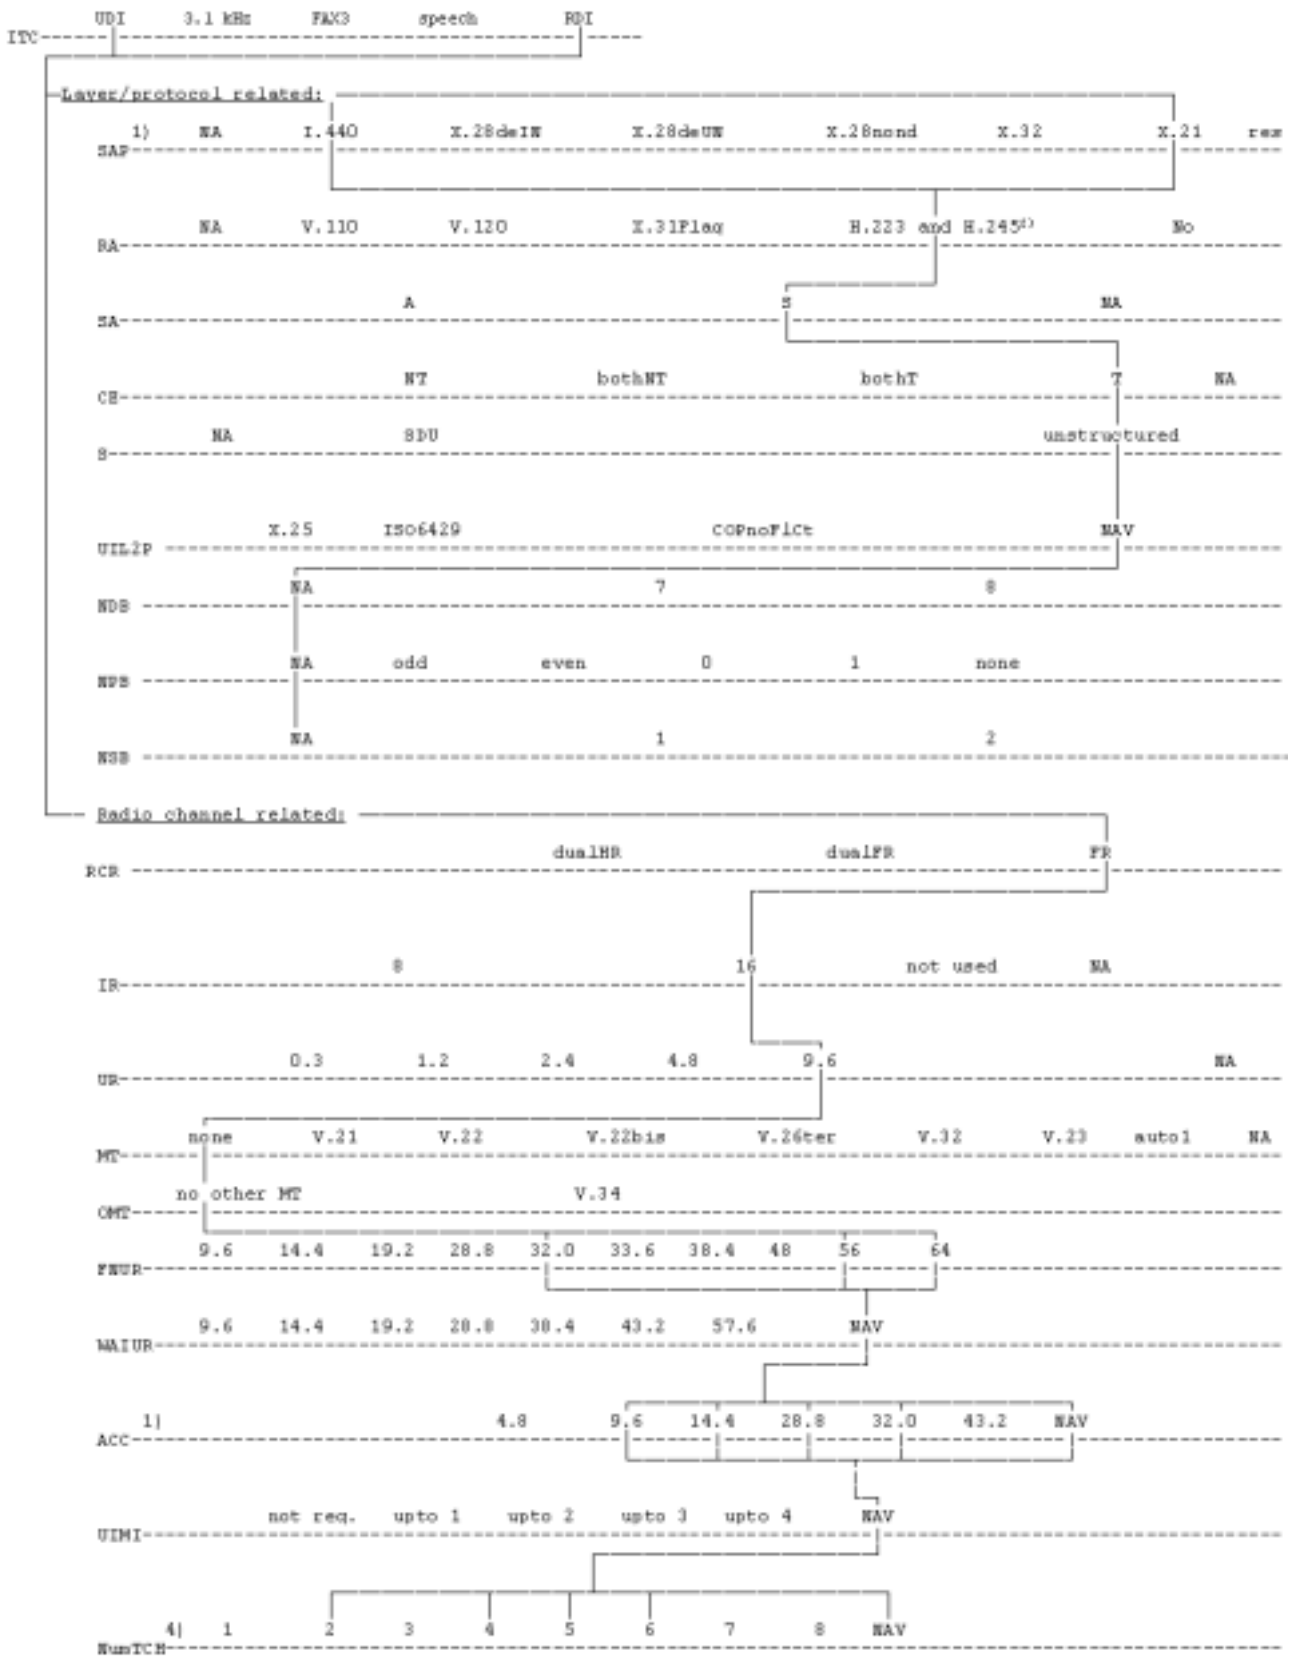 UDI 3.1 kHz FAX3 speech RDI
ITC
Layer/protocol related:
1) NA I.440 X.28deIN X.28deUN X.28nond X.32 X.21 res
SAP
NA V.110 V.120 X.31Flag H.223 and H.245²⁾ No
RA
A S NA
SA
NT bothNT bothT T NA
CE
NA SDU unstructured
S
X.25 ISO6429 COPnoFlCt NAV
UIL2P
NA 7 8
NDB
NA odd even 0 1 none
NPB
NA 1 2
NSB
Radio channel related:
dualHR dualFR FR
RCR
8 16 not used NA
IR
0.3 1.2 2.4 4.8 9.6 NA
UR
none V.21 V.22 V.22bis V.26ter V.32 V.23 auto1 NA
MT
no other MT V.34
OMT
9.6 14.4 19.2 28.8 32.0 33.6 38.4 48 56 64
FNUR
9.6 14.4 19.2 28.8 38.4 43.2 57.6 NAV
WAIUR
1) 4.8 9.6 14.4 28.8 32.0 43.2 NAV
ACC
not req. upto 1 upto 2 upto 3 upto 4 NAV
UIMI
4) 1 2 3 4 5 6 7 8 NAV
NumTCH